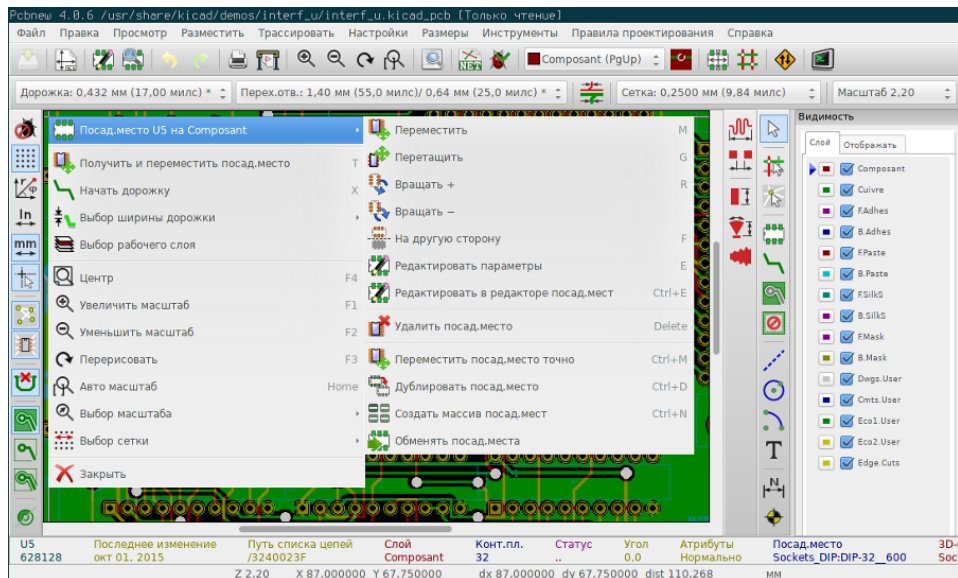 Pcbnew 4.0.6 /usr/share/kicad/demos/interf_u/interf_u.kicad_pcb [Только чтение]
Файл Правка Просмотр Разместить Трассировать Настройки Размеры Инструменты Правила проектирования Справка
NET Composant (PgUp)
Дорожка: 0,432 мм (17,00 милс) * Перех.отв.: 1,40 мм (55,0 милс)/ 0,64 мм (25,0 милс) * Сетка: 0,2500 мм (9,84 милс) Масштаб 2,20
Посад.место U5 на Composant
Получить и переместить посад.место T
Начать дорожку X
Выбор ширины дорожки
Выбор рабочего слоя
Центр F4
Увеличить масштаб F1
Уменьшить масштаб F2
Перерисовать F3
Авто масштаб Home
Выбор масштаба
Выбор сетки
Закрыть
Переместить M
Перетащить G
Вращать + R
Вращать − 
На другую сторону F
Редактировать параметры E
Редактировать в редакторе посад.мест Ctrl+E
Удалить посад.место Delete
Переместить посад.место точно Ctrl+M
Дублировать посад.место Ctrl+D
Создать массив посад.мест Ctrl+N
Обменять посад.места
In
mm
T
N
Видимость
Слой Отображать
Composant
Cuivre
F.Adhes
B.Adhes
F.Paste
B.Paste
F.SilkS
B.SilkS
F.Mask
B.Mask
Dwgs.User
Cmts.User
Eco1.User
Eco2.User
Edge.Cuts
U5 Последнее изменение Путь списка цепей Слой Конт.пл. Статус Угол Атрибуты Посад.место
628128 окт 01, 2015 /3240023F Composant 32 .. 0,0 Нормально Sockets_DIP:DIP-32__600
Z 2,20 X 87,000000 Y 67,750000 dx 87,000000 dy 67,750000 dist 110,268 мм